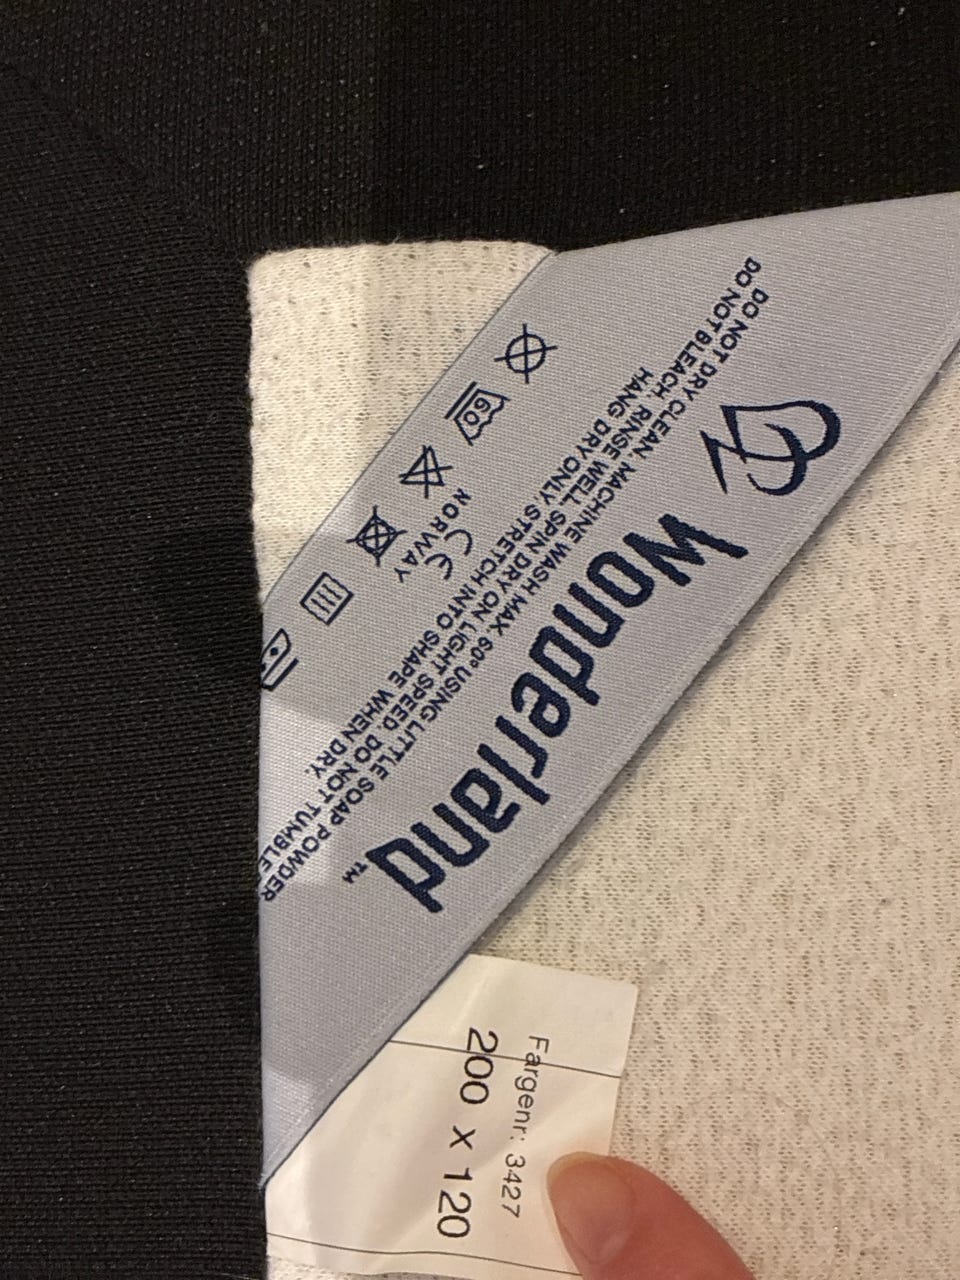 Wonderland™
DO NOT DRY CLEAN. MACHINE WASH MAX. 60° USING LITTLE SOAP POWDER
DO NOT BLEACH. RINSE WELL. SPIN DRY ON LIGHT SPEED. DO NOT TUMBLE
HANG DRY ONLY. STRETCH INTO SHAPE WHEN DRY.
NORWAY
CE
60
Fargenr: 3427
200 x 120